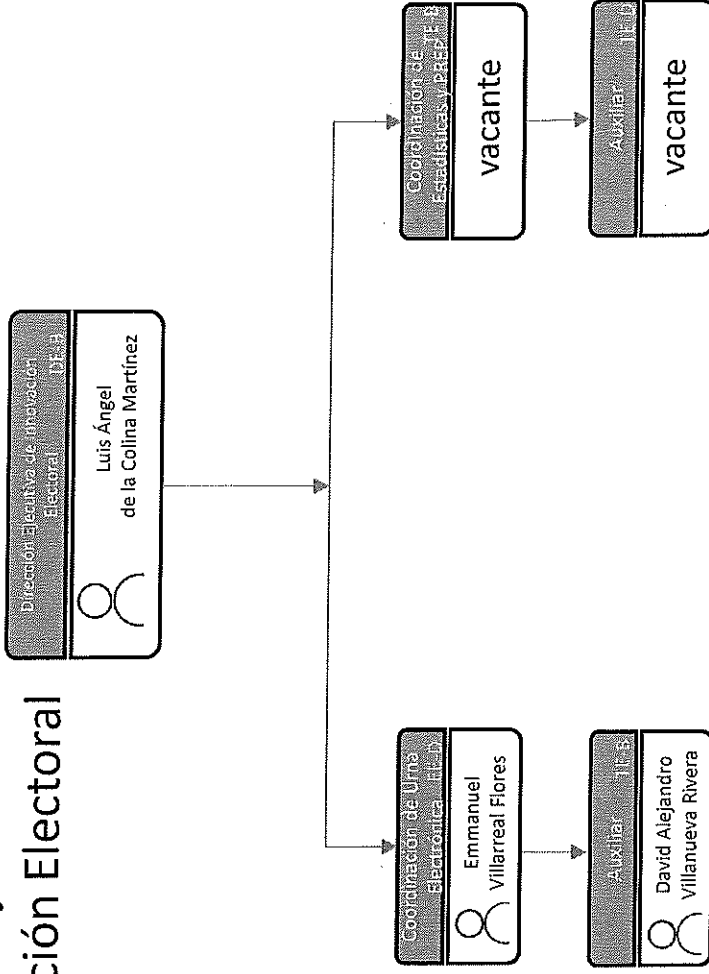 ción Electoral
Dirección Ejecutiva de Innovación
Electoral DE-B
Luis Ángel
de la Colina Martínez
Coordinación de Urna
Electrónica
Emmanuel
Villarreal Flores
Auxiliar
David Alejandro
Villanueva Rivera
Coordinación de
Estadísticas y PREP
vacante
Auxiliar
vacante